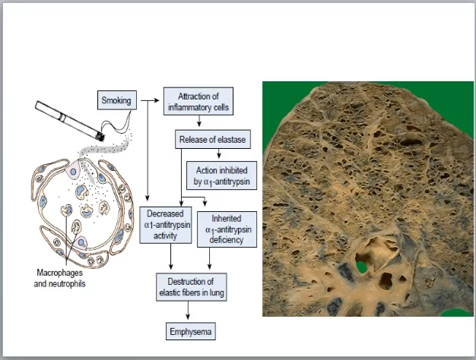 Smoking
Attraction of
inflammatory cells
Release of elastase
Action inhibited
by α1-antitrypsin
Decreased
α1-antitrypsin
activity
Inherited
α1-antitrypsin
deficiency
Macrophages
and neutrophils
Destruction of
elastic fibers in lung
Emphysema